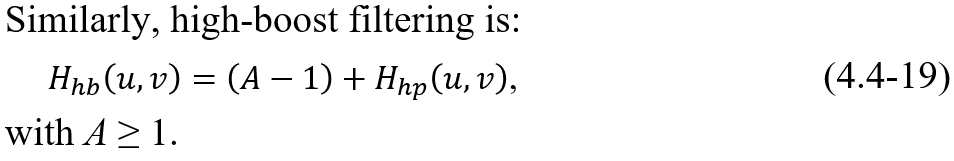 Similarly, high-boost filtering is:
H_{hb}(u, v) = (A − 1) + H_{hp}(u, v), (4.4-19)
with A ≥ 1.